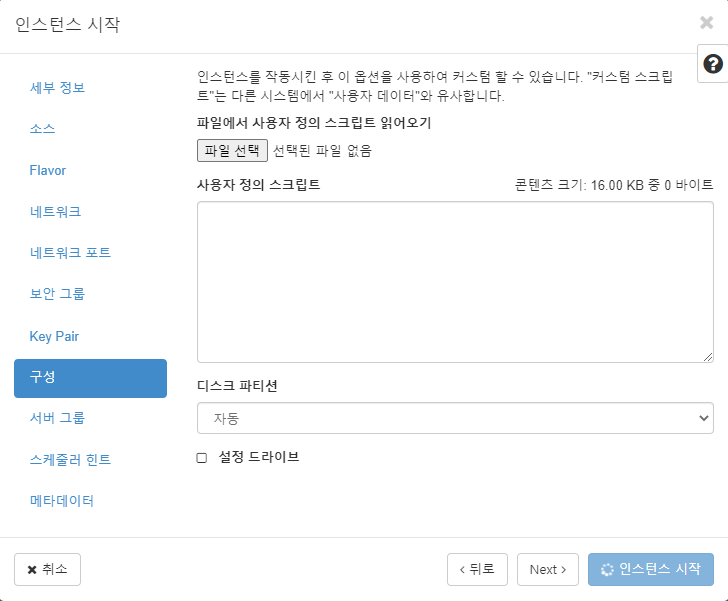 인스턴스 시작
세부 정보
소스
Flavor
네트워크
네트워크 포트
보안 그룹
Key Pair
구성
서버 그룹
스케줄러 힌트
메타데이터
인스턴스를 작동시킨 후 이 옵션을 사용하여 커스텀 할 수 있습니다. "커스텀 스크립
트"는 다른 시스템에서 "사용자 데이터"와 유사합니다.
파일에서 사용자 정의 스크립트 읽어오기
파일 선택 선택된 파일 없음
사용자 정의 스크립트 콘텐츠 크기: 16.00 KB 중 0 바이트
디스크 파티션
자동
설정 드라이브
취소 뒤로 Next 인스턴스 시작